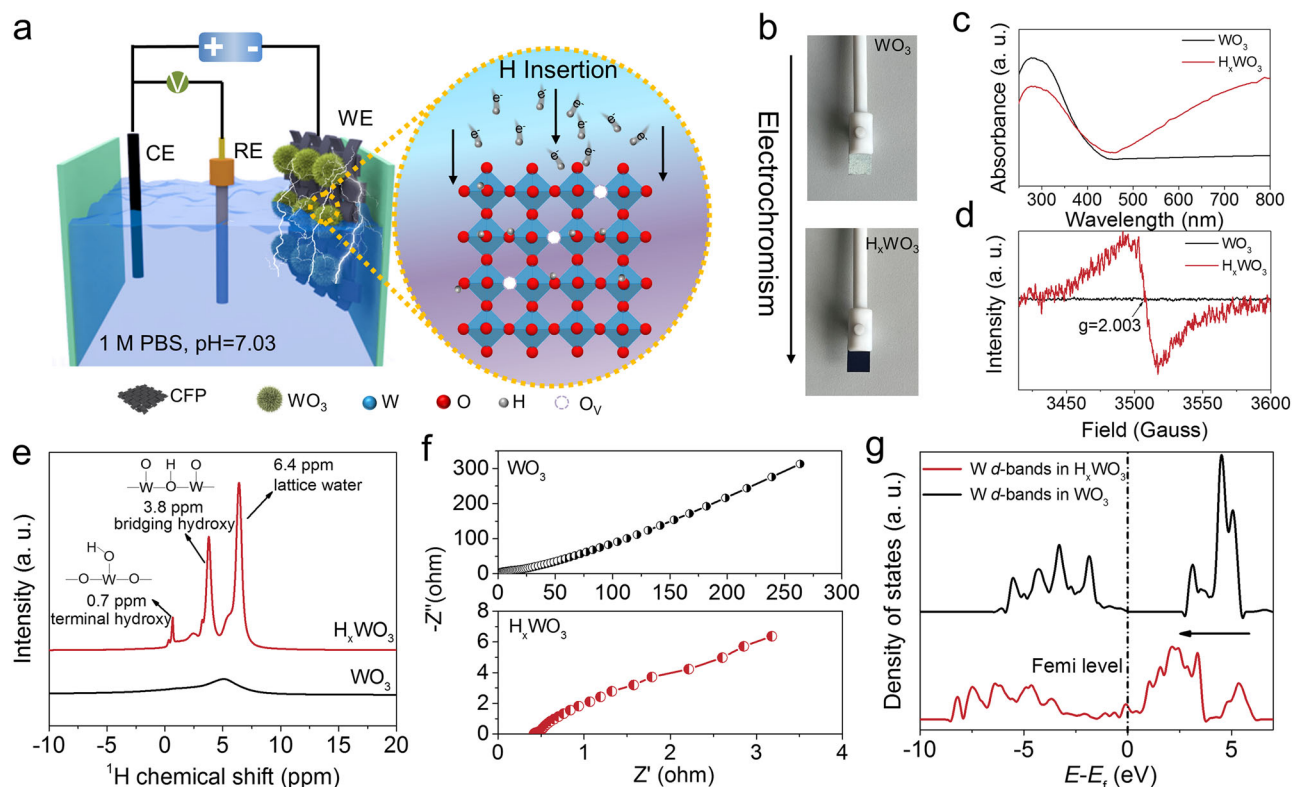 a
+ -
V
CE
RE
WE
H Insertion
e-
e-
e-
e-
e-
e-
e-
e-
e-
1 M PBS, pH=7.03
CFP
WO3
W
O
H
OV
b
Electrochromism
WO3
HxWO3
c
Absorbance (a. u.)
WO3
HxWO3
300 400 500 600 700 800
Wavelength (nm)
d
Intensity (a. u.)
WO3
HxWO3
g=2.003
3450 3500 3550 3600
Field (Gauss)
e
Intensity (a. u.)
O H O
W O W
6.4 ppm
lattice water
3.8 ppm
bridging hydroxy
H
O
O W O
0.7 ppm
terminal hydroxy
HxWO3
WO3
-10 -5 0 5 10 15 20
1H chemical shift (ppm)
f
-Z''(ohm)
WO3
300
200
100
0
0 50 100 150 200 250 300
HxWO3
8
6
4
2
0
0 1 2 3 4
Z' (ohm)
g
Density of states (a. u.)
W d-bands in HxWO3
W d-bands in WO3
Femi level
-10 -5 0 5
E-Ef (eV)